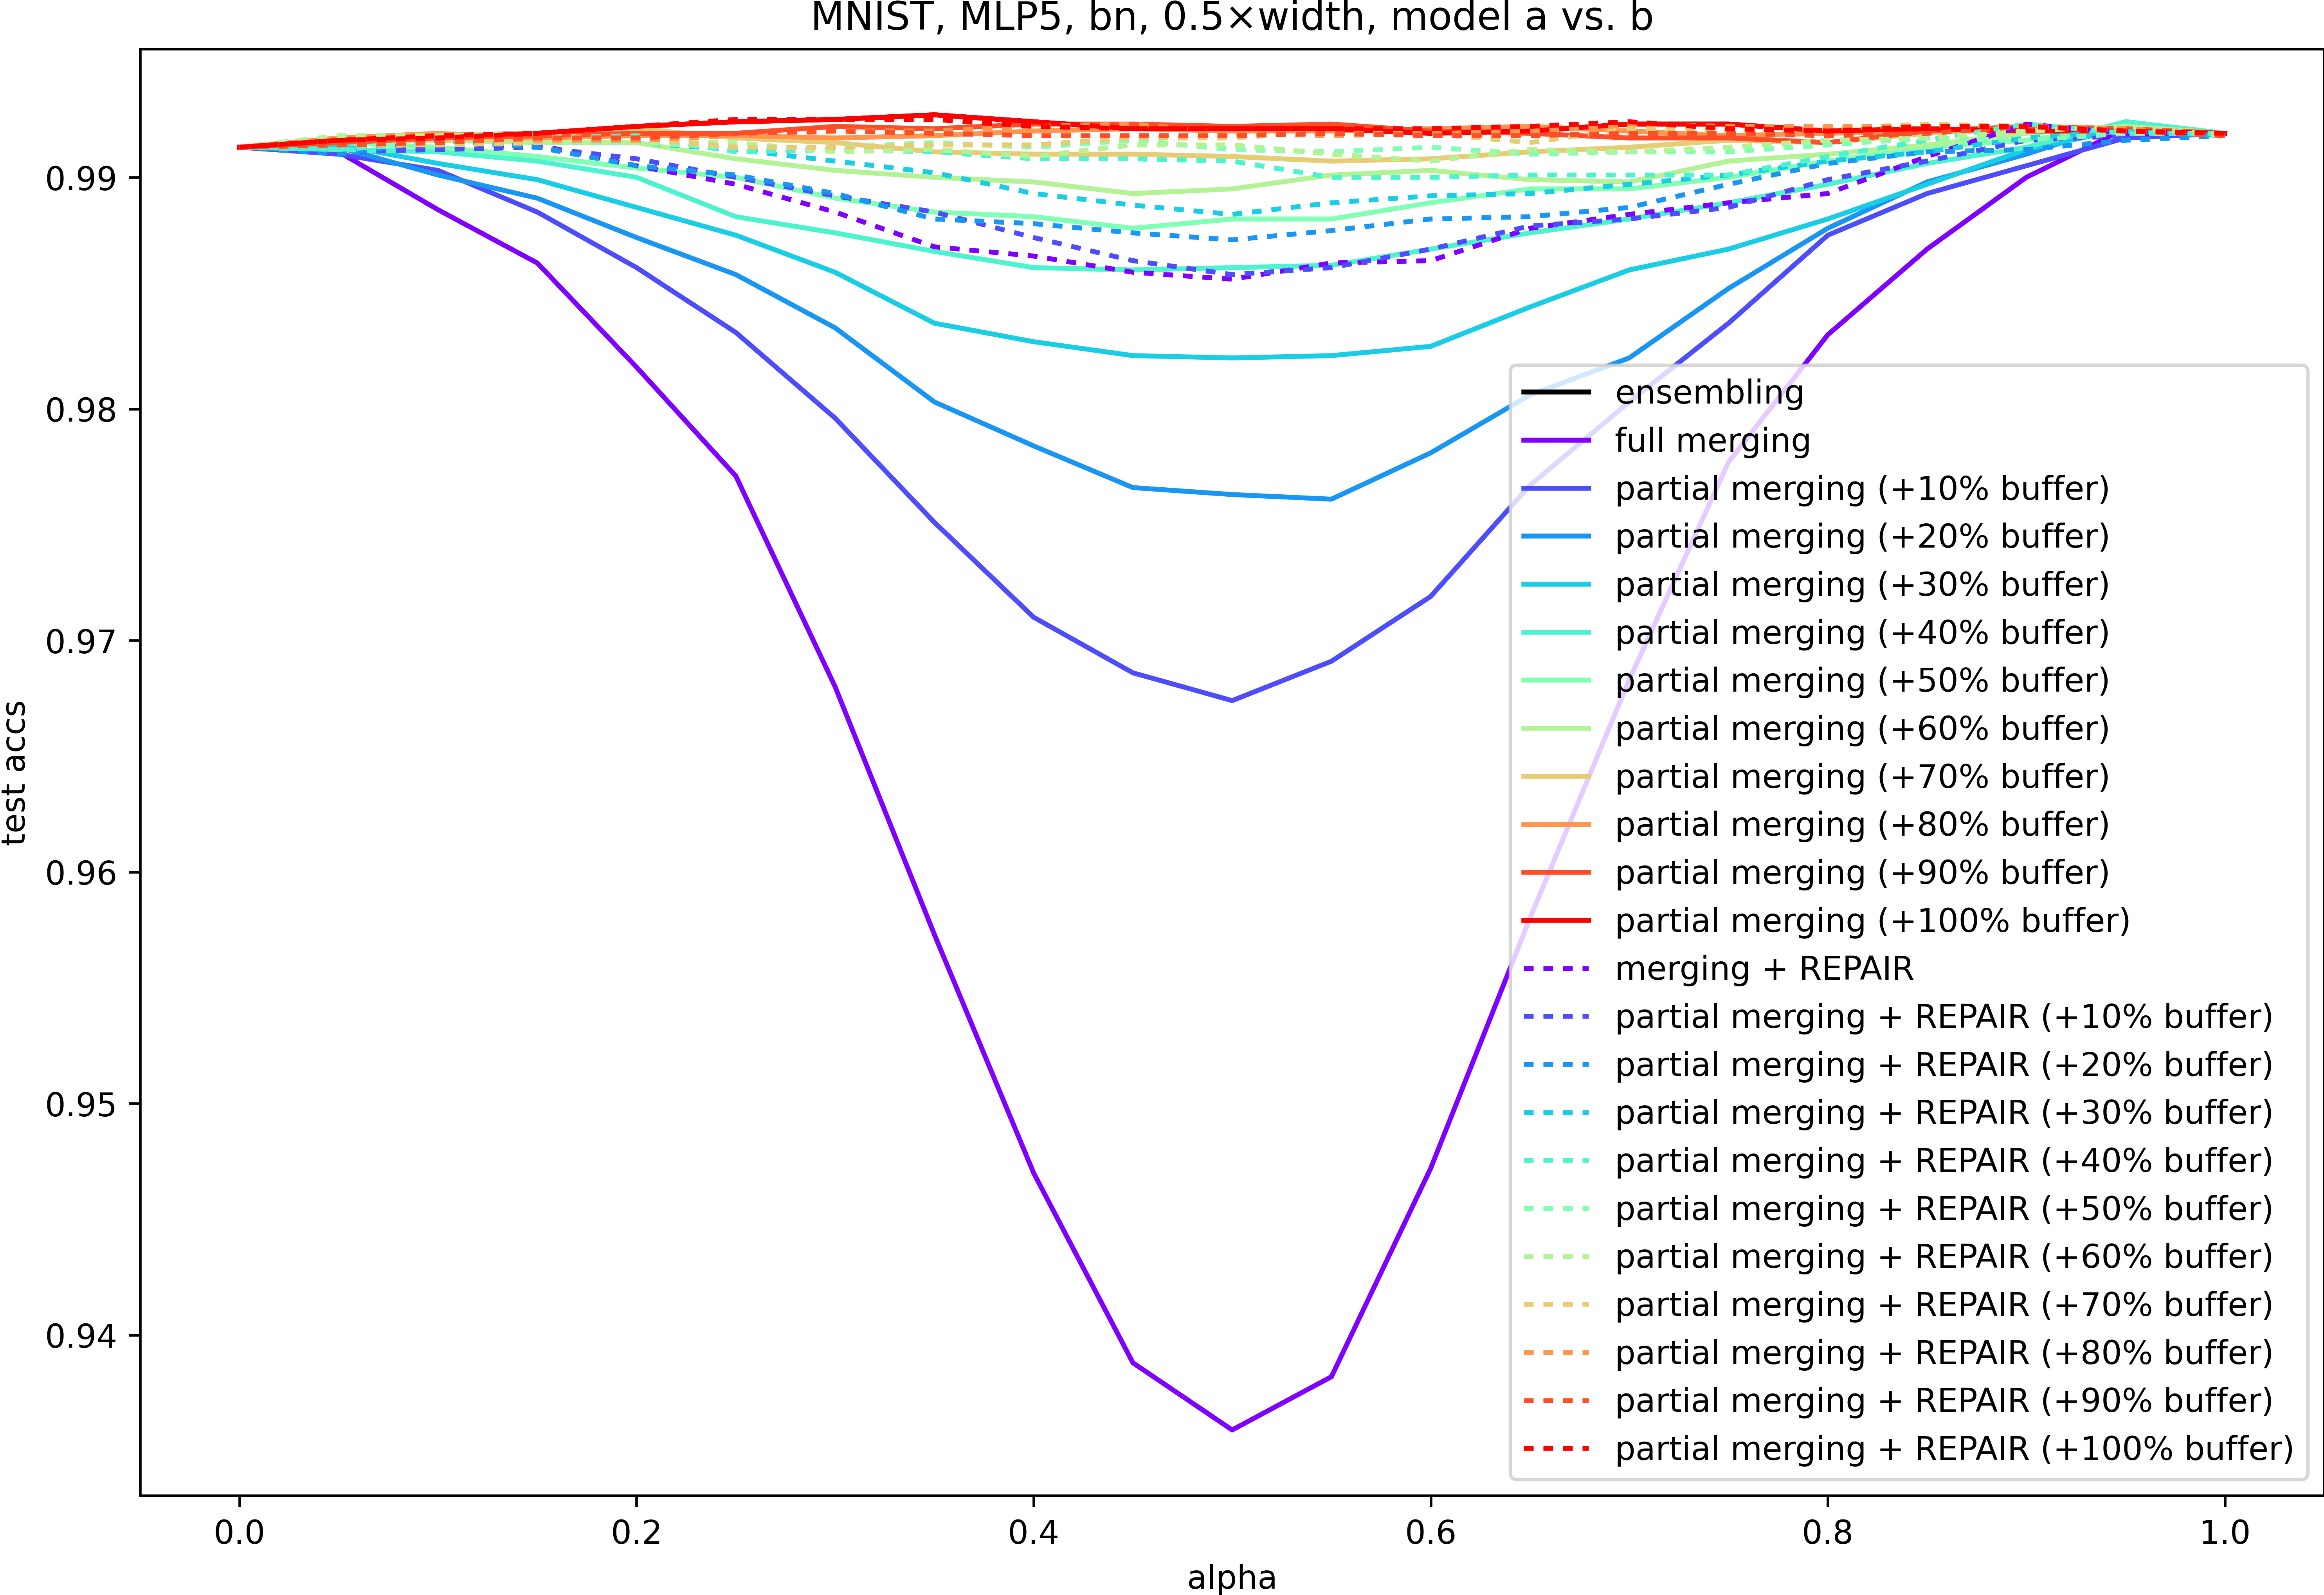 MNIST, MLP5, bn, 0.5×width, model a vs. b
test accs
0.99
0.98
0.97
0.96
0.95
0.94
ensembling
full merging
partial merging (+10% buffer)
partial merging (+20% buffer)
partial merging (+30% buffer)
partial merging (+40% buffer)
partial merging (+50% buffer)
partial merging (+60% buffer)
partial merging (+70% buffer)
partial merging (+80% buffer)
partial merging (+90% buffer)
partial merging (+100% buffer)
merging + REPAIR
partial merging + REPAIR (+10% buffer)
partial merging + REPAIR (+20% buffer)
partial merging + REPAIR (+30% buffer)
partial merging + REPAIR (+40% buffer)
partial merging + REPAIR (+50% buffer)
partial merging + REPAIR (+60% buffer)
partial merging + REPAIR (+70% buffer)
partial merging + REPAIR (+80% buffer)
partial merging + REPAIR (+90% buffer)
partial merging + REPAIR (+100% buffer)
0.0 0.2 0.4 0.6 0.8 1.0
alpha